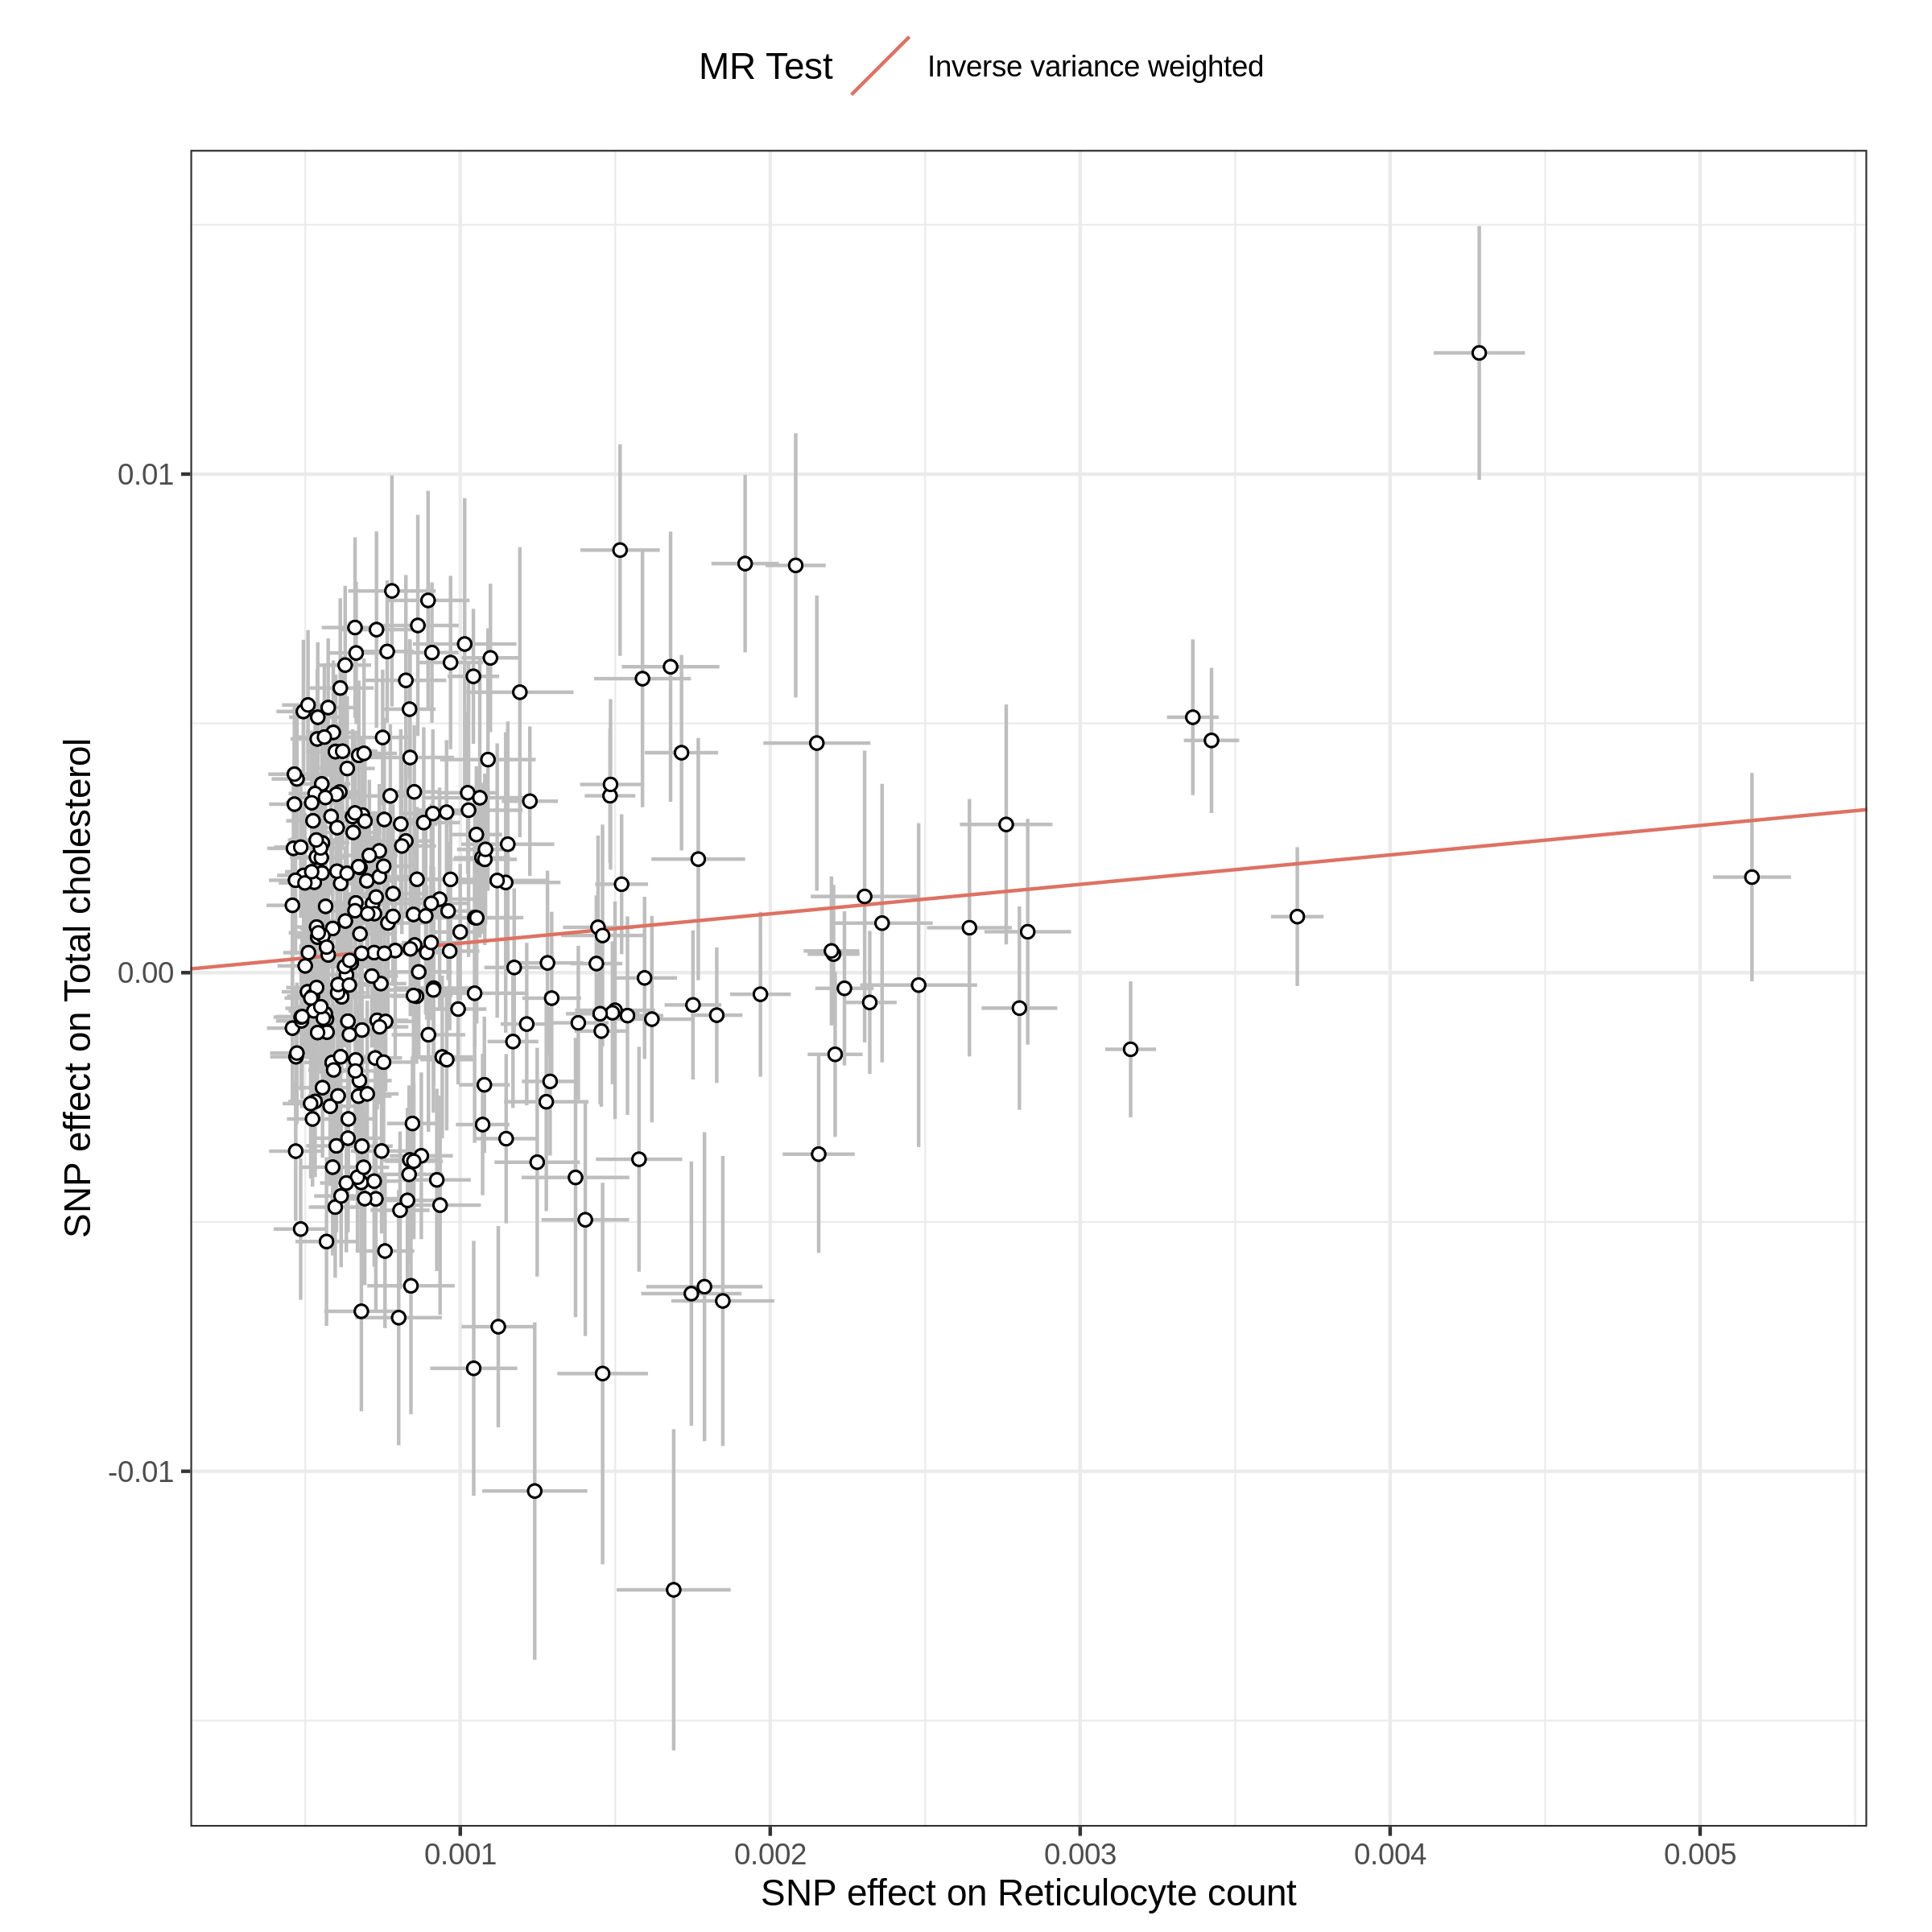 MR Test Inverse variance weighted
SNP effect on Total cholesterol
0.01
0.00
-0.01
0.001 0.002 0.003 0.004 0.005
SNP effect on Reticulocyte count